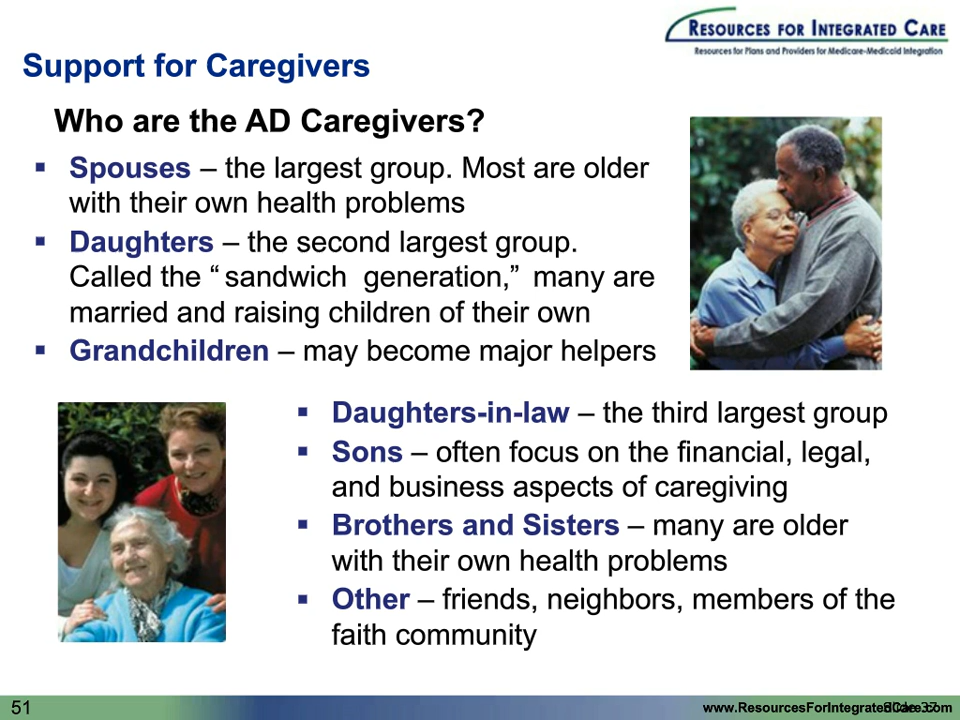 RESOURCES FOR INTEGRATED CARE
Resources for Plans and Providers for Medicare-Medicaid Integration
Support for Caregivers
Who are the AD Caregivers?
▪ Spouses – the largest group. Most are older
with their own health problems
▪ Daughters – the second largest group.
Called the “ sandwich generation,” many are
married and raising children of their own
▪ Grandchildren – may become major helpers
▪ Daughters-in-law – the third largest group
▪ Sons – often focus on the financial, legal,
and business aspects of caregiving
▪ Brothers and Sisters – many are older
with their own health problems
▪ Other – friends, neighbors, members of the
faith community
51
www.ResourcesForIntegratedCare.com